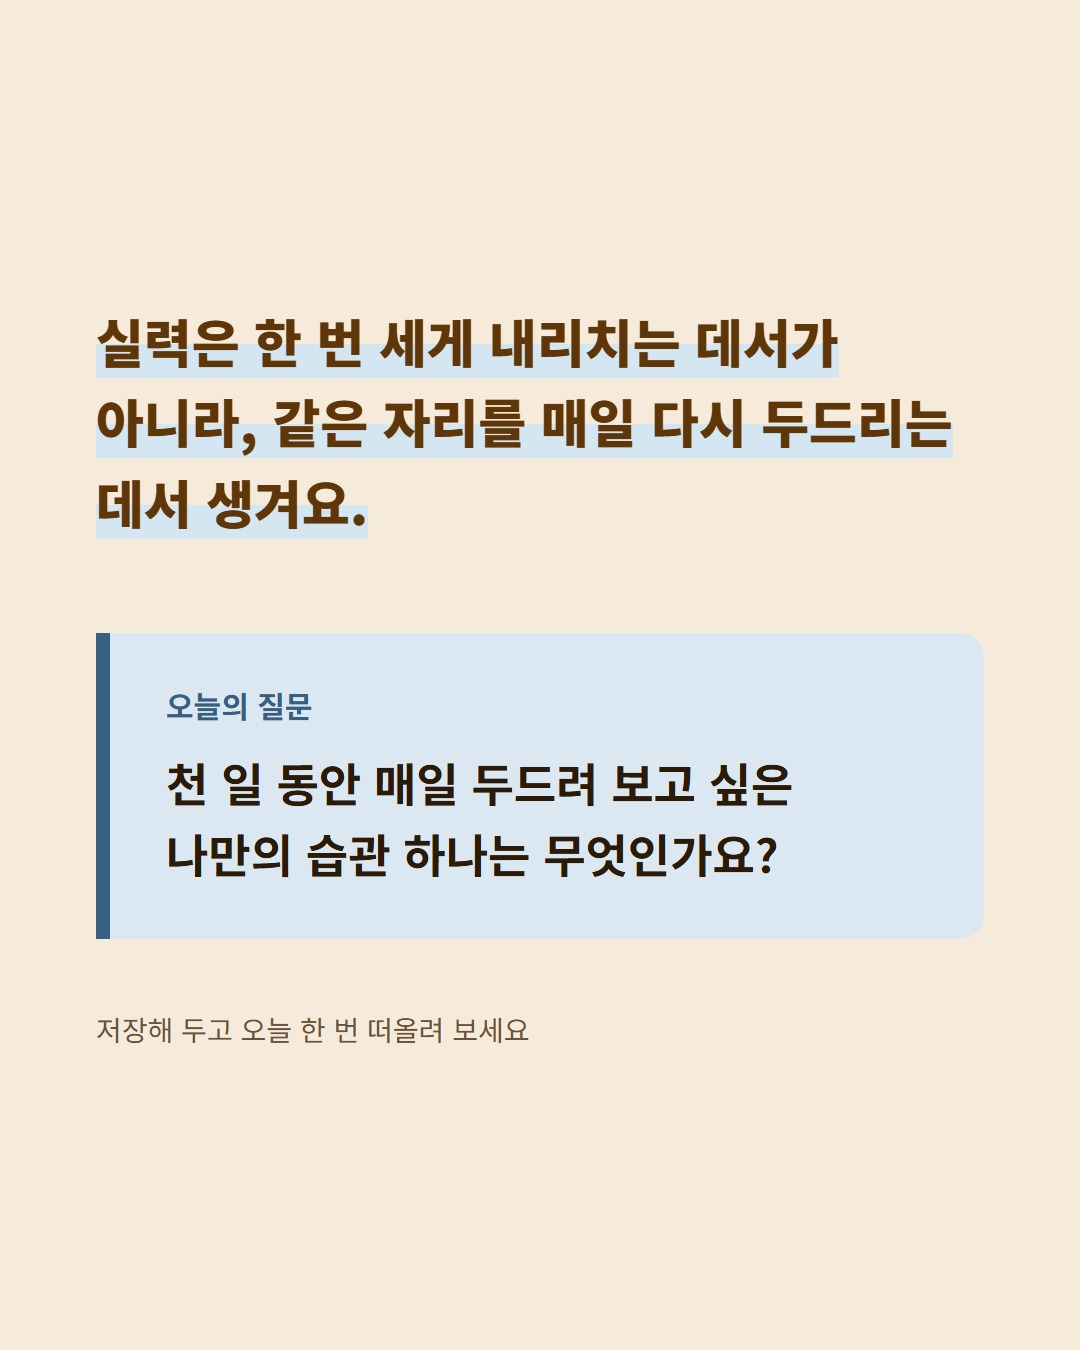 실력은 한 번 세게 내리치는 데서가
아니라, 같은 자리를 매일 다시 두드리는
데서 생겨요.
오늘의 질문
천 일 동안 매일 두드려 보고 싶은
나만의 습관 하나는 무엇인가요?
저장해 두고 오늘 한 번 떠올려 보세요